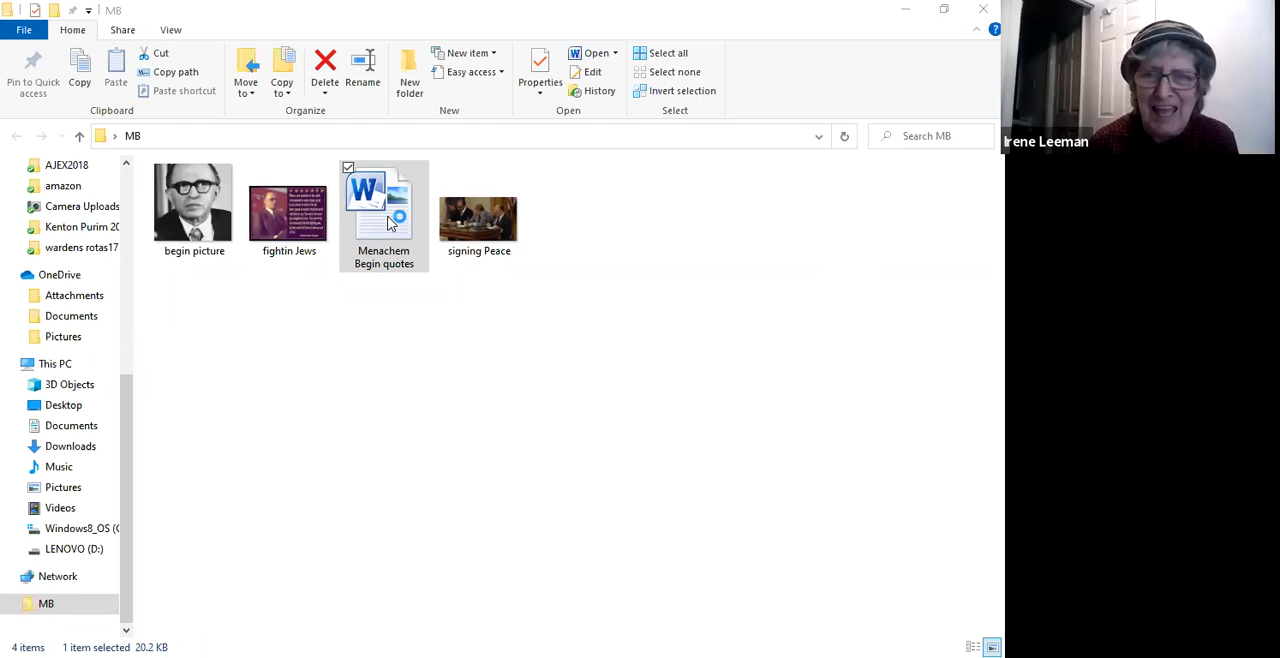 MB
File
Home
Share
View
Pin to Quick
access
Copy
Paste
Cut
Copy path
Paste shortcut
Clipboard
Move
to
Copy
to
Delete
Rename
Organize
New
folder
New item
Easy access
New
Properties
Open
Edit
History
Open
Select all
Select none
Invert selection
Select
MB
Search MB
AJEX2018
amazon
Camera Uploads
Kenton Purim 20
wardens rotas17
OneDrive
Attachments
Documents
Pictures
This PC
3D Objects
Desktop
Documents
Downloads
Music
Pictures
Videos
Windows8_OS (C
LENOVO (D:)
Network
MB
begin picture
fightin Jews
W
Menachem
Begin quotes
signing Peace
4 items
1 item selected 20.2 KB
Irene Leeman